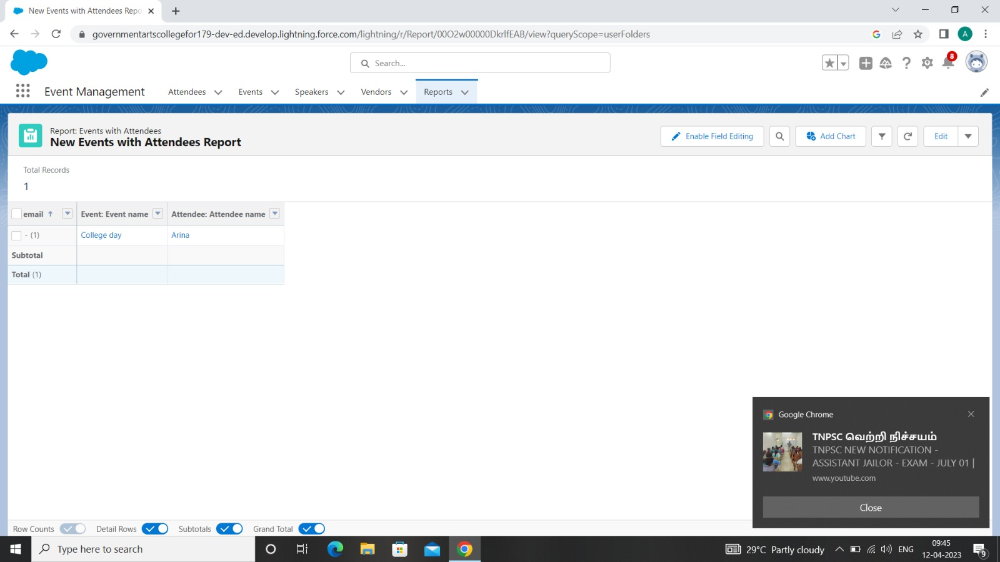 New Events with Attendees Repo
governmentartscollegefor179-dev-ed.develop.lightning.force.com/lightning/r/Report/00O2w00000DkrlfEAB/view?queryScope=userFolders
A
Search...
8
Event Management
Attendees
Events
Speakers
Vendors
Reports
Report: Events with Attendees
New Events with Attendees Report
Enable Field Editing
Add Chart
Edit
Total Records
1
email ↑ Event: Event name Attendee: Attendee name
- (1) College day Arina
Subtotal
Total (1)
Google Chrome
TNPSC வெற்றி நிச்சயம்
TNPSC NEW NOTIFICATION -
ASSISTANT JAILOR - EXAM - JULY 01 |
www.youtube.com
Close
Row Counts Detail Rows Subtotals Grand Total
Type here to search
29°C Partly cloudy
ENG
09:45
12-04-2023
9